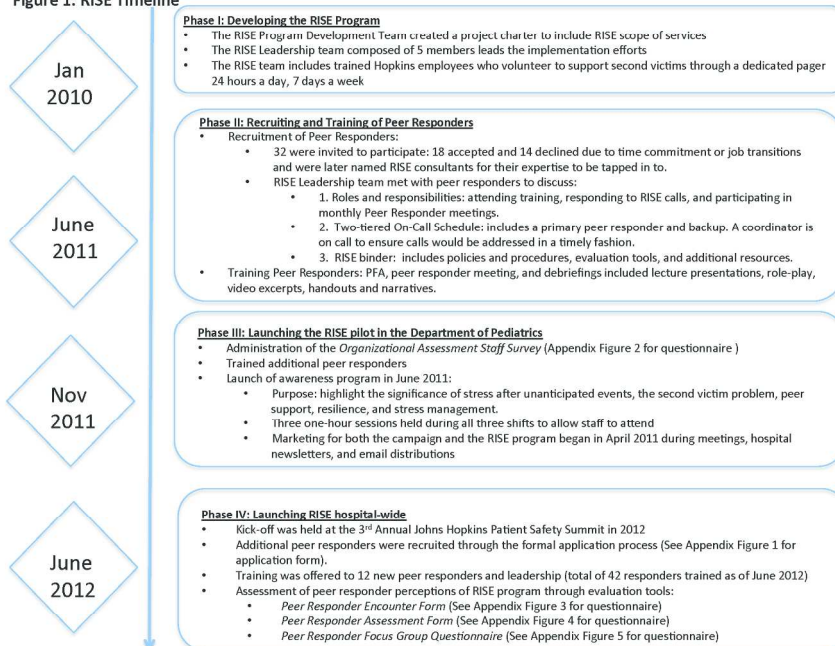 Figure 1. RISE Timeline
Jan
2010
Phase I: Developing the RISE Program
• The RISE Program Development Team created a project charter to include RISE scope of services
• The RISE Leadership team composed of 5 members leads the implementation efforts
• The RISE team includes trained Hopkins employees who volunteer to support second victims through a dedicated pager
24 hours a day, 7 days a week
June
2011
Phase II: Recruiting and Training of Peer Responders
• Recruitment of Peer Responders:
• 32 were invited to participate: 18 accepted and 14 declined due to time commitment or job transitions
and were later named RISE consultants for their expertise to be tapped in to.
• RISE Leadership team met with peer responders to discuss:
• 1. Roles and responsibilities: attending training, responding to RISE calls, and participating in
monthly Peer Responder meetings.
• 2. Two-tiered On-Call Schedule: includes a primary peer responder and backup. A coordinator is
on call to ensure calls would be addressed in a timely fashion.
• 3. RISE binder: includes policies and procedures, evaluation tools, and additional resources.
• Training Peer Responders: PFA, peer responder meeting, and debriefings included lecture presentations, role-play,
video excerpts, handouts and narratives.
Nov
2011
Phase III: Launching the RISE pilot in the Department of Pediatrics
• Administration of the Organizational Assessment Staff Survey (Appendix Figure 2 for questionnaire )
• Trained additional peer responders
• Launch of awareness program in June 2011:
• Purpose: highlight the significance of stress after unanticipated events, the second victim problem, peer
support, resilience, and stress management.
• Three one-hour sessions held during all three shifts to allow staff to attend
• Marketing for both the campaign and the RISE program began in April 2011 during meetings, hospital
newsletters, and email distributions
June
2012
Phase IV: Launching RISE hospital-wide
• Kick-off was held at the 3rd Annual Johns Hopkins Patient Safety Summit in 2012
• Additional peer responders were recruited through the formal application process (See Appendix Figure 1 for
application form).
• Training was offered to 12 new peer responders and leadership (total of 42 responders trained as of June 2012)
• Assessment of peer responder perceptions of RISE program through evaluation tools:
• Peer Responder Encounter Form (See Appendix Figure 3 for questionnaire)
• Peer Responder Assessment Form (See Appendix Figure 4 for questionnaire)
• Peer Responder Focus Group Questionnaire (See Appendix Figure 5 for questionnaire)